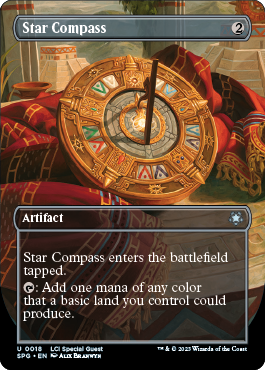 Star Compass 2
Artifact
Star Compass enters the battlefield
tapped.
: Add one mana of any color
that a basic land you control could
produce.
U 0018 LCI Special Guest
SPG • EN Alix Branwyn
™ & © 2023 Wizards of the Coast